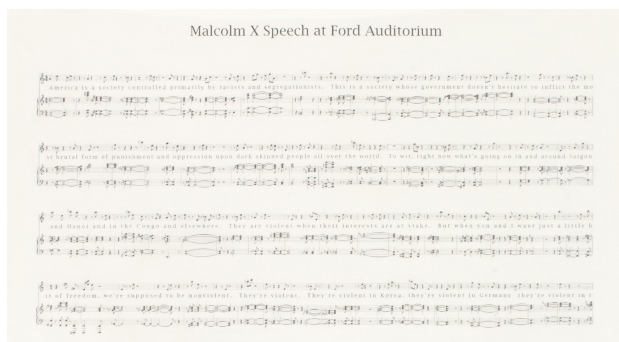 Malcolm X Speech at Ford Auditorium
America is a society controlled primarily by racists and segregationists. This is a society whose government doesn't hesitate to inflict the mo
st brutal form of punishment and oppression upon dark skinned people all over the world. To wit, right now what's going on in and around Saigon
and Hanoi and in the Congo and elsewhere. They are violent when their interests are at stake. But when you and I want just a little b
it of freedom, we're supposed to be nonviolent. They're violent. They're violent in Korea, they're violent in Germany they're violent in t